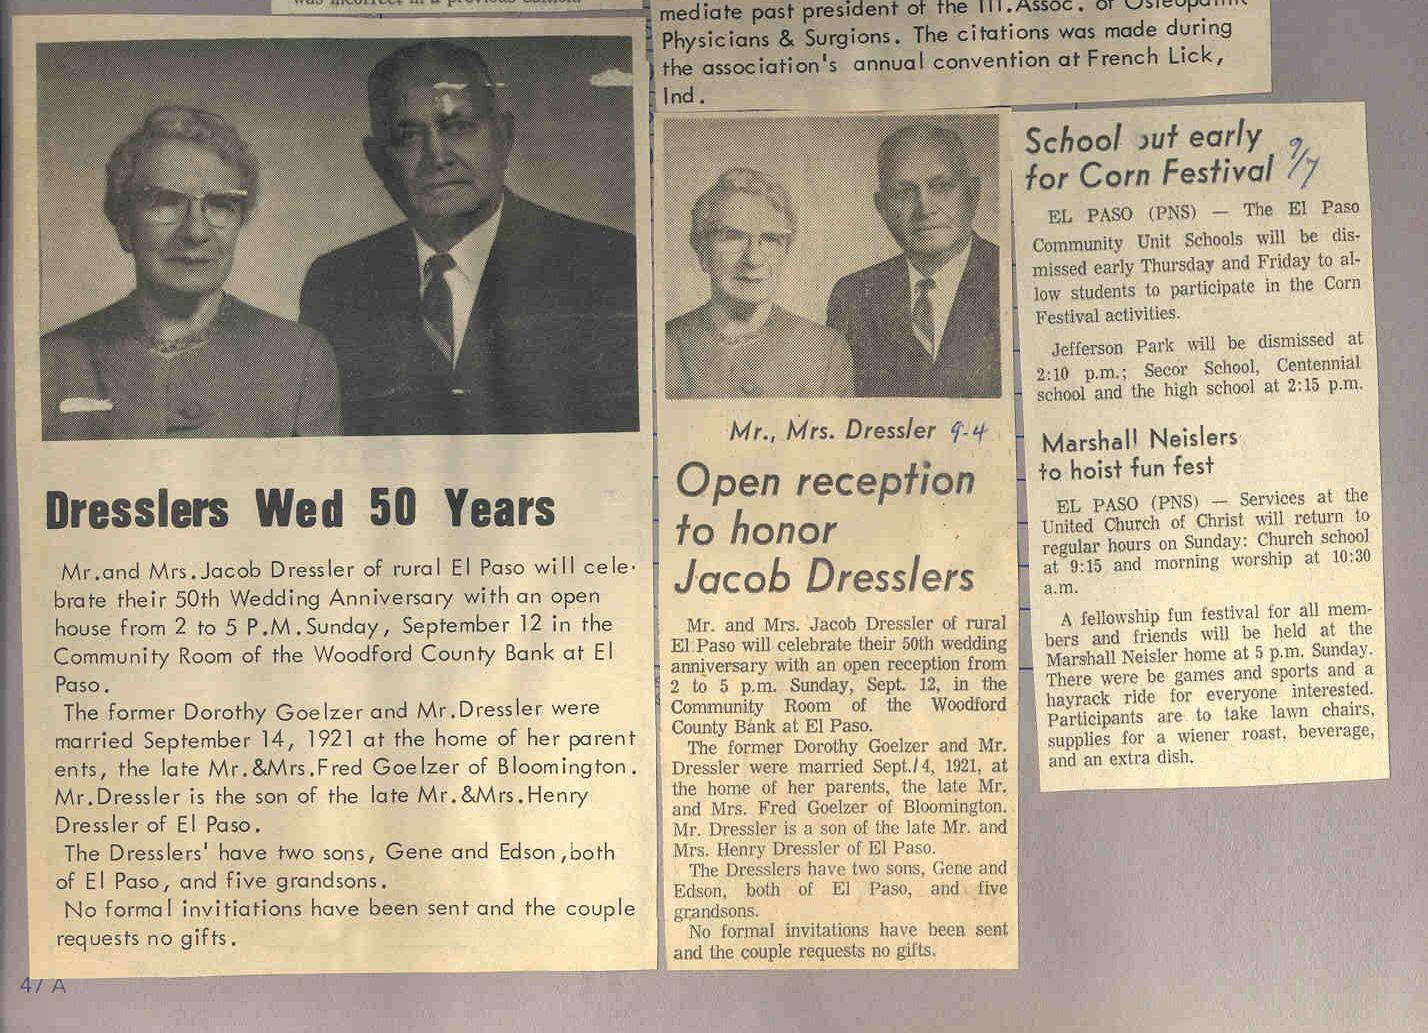 was incorrect in a previous edition.
mediate past president of the Ill.Assoc. of Osteopathic
Physicians & Surgions. The citations was made during
the association's annual convention at French Lick,
Ind.
Dresslers Wed 50 Years
Mr.and Mrs.Jacob Dressler of rural El Paso will cele-
brate their 50th Wedding Anniversary with an open
house from 2 to 5 P.M.Sunday, September 12 in the
Community Room of the Woodford County Bank at El
Paso.
The former Dorothy Goelzer and Mr.Dressler were
married September 14, 1921 at the home of her parent
ents, the late Mr.&Mrs.Fred Goelzer of Bloomington.
Mr.Dressler is the son of the late Mr.&Mrs.Henry
Dressler of El Paso.
The Dresslers' have two sons, Gene and Edson,both
of El Paso, and five grandsons.
No formal invitiations have been sent and the couple
requests no gifts.
47 A
Mr., Mrs. Dressler 9-4
Open reception
to honor
Jacob Dresslers
Mr. and Mrs. Jacob Dressler of rural
El Paso will celebrate their 50th wedding
anniversary with an open reception from
2 to 5 p.m. Sunday, Sept. 12, in the
Community Room of the Woodford
County Bank at El Paso.
The former Dorothy Goelzer and Mr.
Dressler were married Sept.14, 1921, at
the home of her parents, the late Mr.
and Mrs. Fred Goelzer of Bloomington.
Mr. Dressler is a son of the late Mr. and
Mrs. Henry Dressler of El Paso.
The Dresslers have two sons, Gene and
Edson, both of El Paso, and five
grandsons.
No formal invitations have been sent
and the couple requests no gifts.
School out early
for Corn Festival 9/7
EL PASO (PNS) — The El Paso
Community Unit Schools will be dis-
missed early Thursday and Friday to al-
low students to participate in the Corn
Festival activities.
Jefferson Park will be dismissed at
2:10 p.m.; Secor School, Centennial
school and the high school at 2:15 p.m.
Marshall Neislers
to hoist fun fest
EL PASO (PNS) — Services at the
United Church of Christ will return to
regular hours on Sunday: Church school
at 9:15 and morning worship at 10:30
a.m.
A fellowship fun festival for all mem-
bers and friends will be held at the
Marshall Neisler home at 5 p.m. Sunday.
There were be games and sports and a
hayrack ride for everyone interested.
Participants are to take lawn chairs,
supplies for a wiener roast, beverage,
and an extra dish.